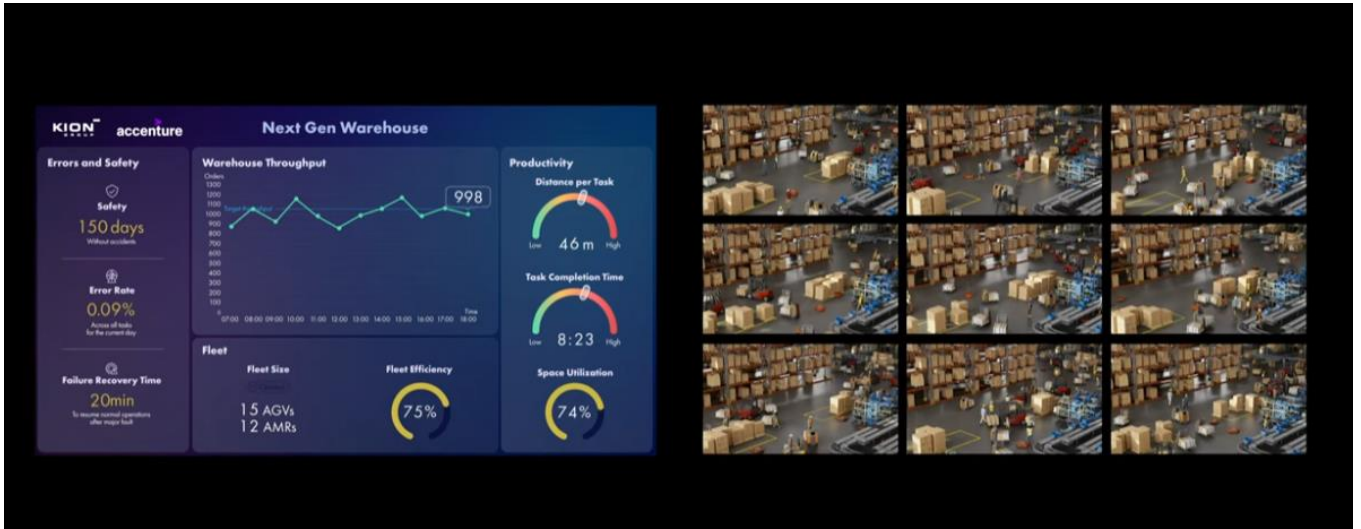 KION
GROUP
accenture
Next Gen Warehouse
Errors and Safety
Safety
150 days
Without accidents
Error Rate
0.09%
Across all tasks
for the current day
Failure Recovery Time
20min
To resume normal operations
after major fault
Warehouse Throughput
Orders
1300
1200
1100
1000
900
800
700
600
500
400
300
200
100
0
Target throughput
998
Time
07:00 08:00 09:00 10:00 11:00 12:00 13:00 14:00 15:00 16:00 17:00 18:00
Fleet
Fleet Size
15 AGVs
12 AMRs
Fleet Efficiency
75%
Productivity
Distance per Task
Low 46 m High
Task Completion Time
Low 8:23 High
Space Utilization
74%